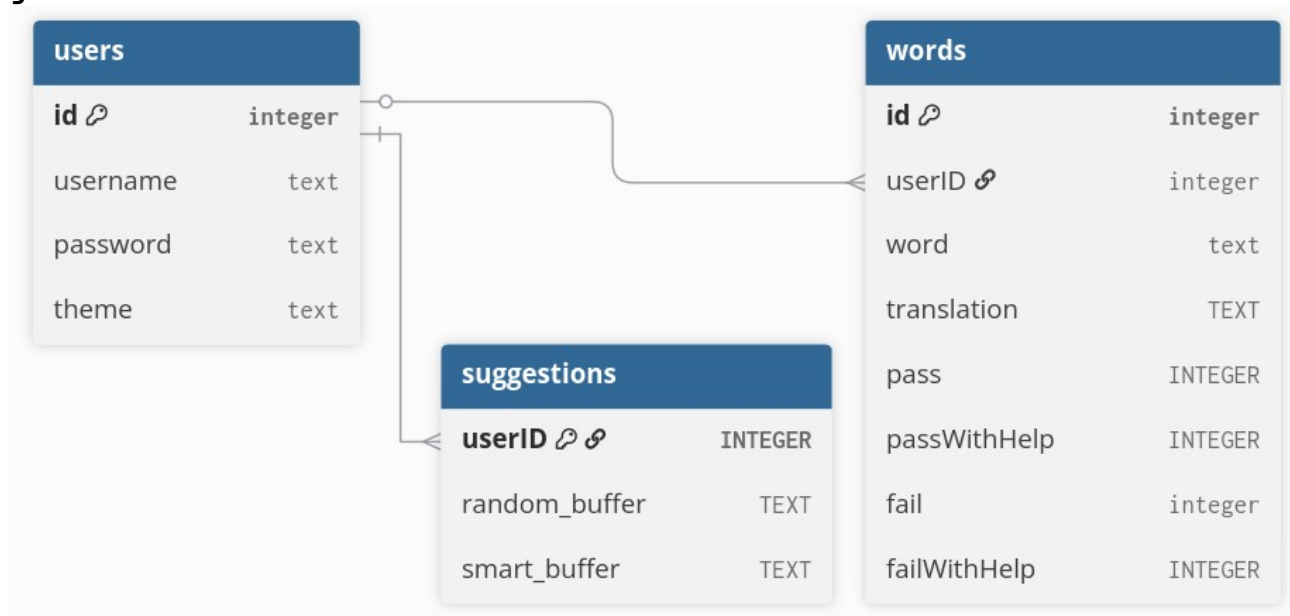 users
id integer
username text
password text
theme text
suggestions
userID INTEGER
random_buffer TEXT
smart_buffer TEXT
words
id integer
userID integer
word text
translation TEXT
pass INTEGER
passWithHelp INTEGER
fail integer
failWithHelp INTEGER